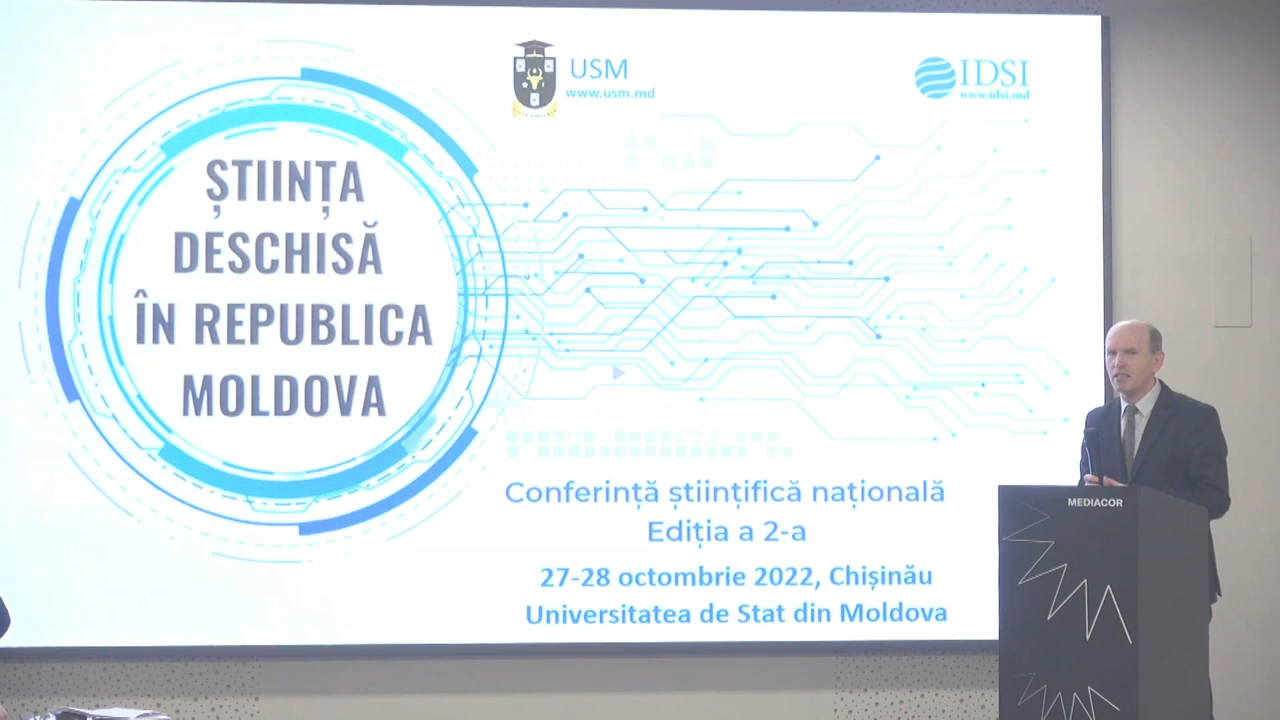 ȘTIINȚA
DESCHISĂ
ÎN REPUBLICA
MOLDOVA
USM
www.usm.md
IDSI
www.idsi.md
Conferință științifică națională
Ediția a 2-a
27-28 octombrie 2022, Chișinău
Universitatea de Stat din Moldova
MEDIACOR